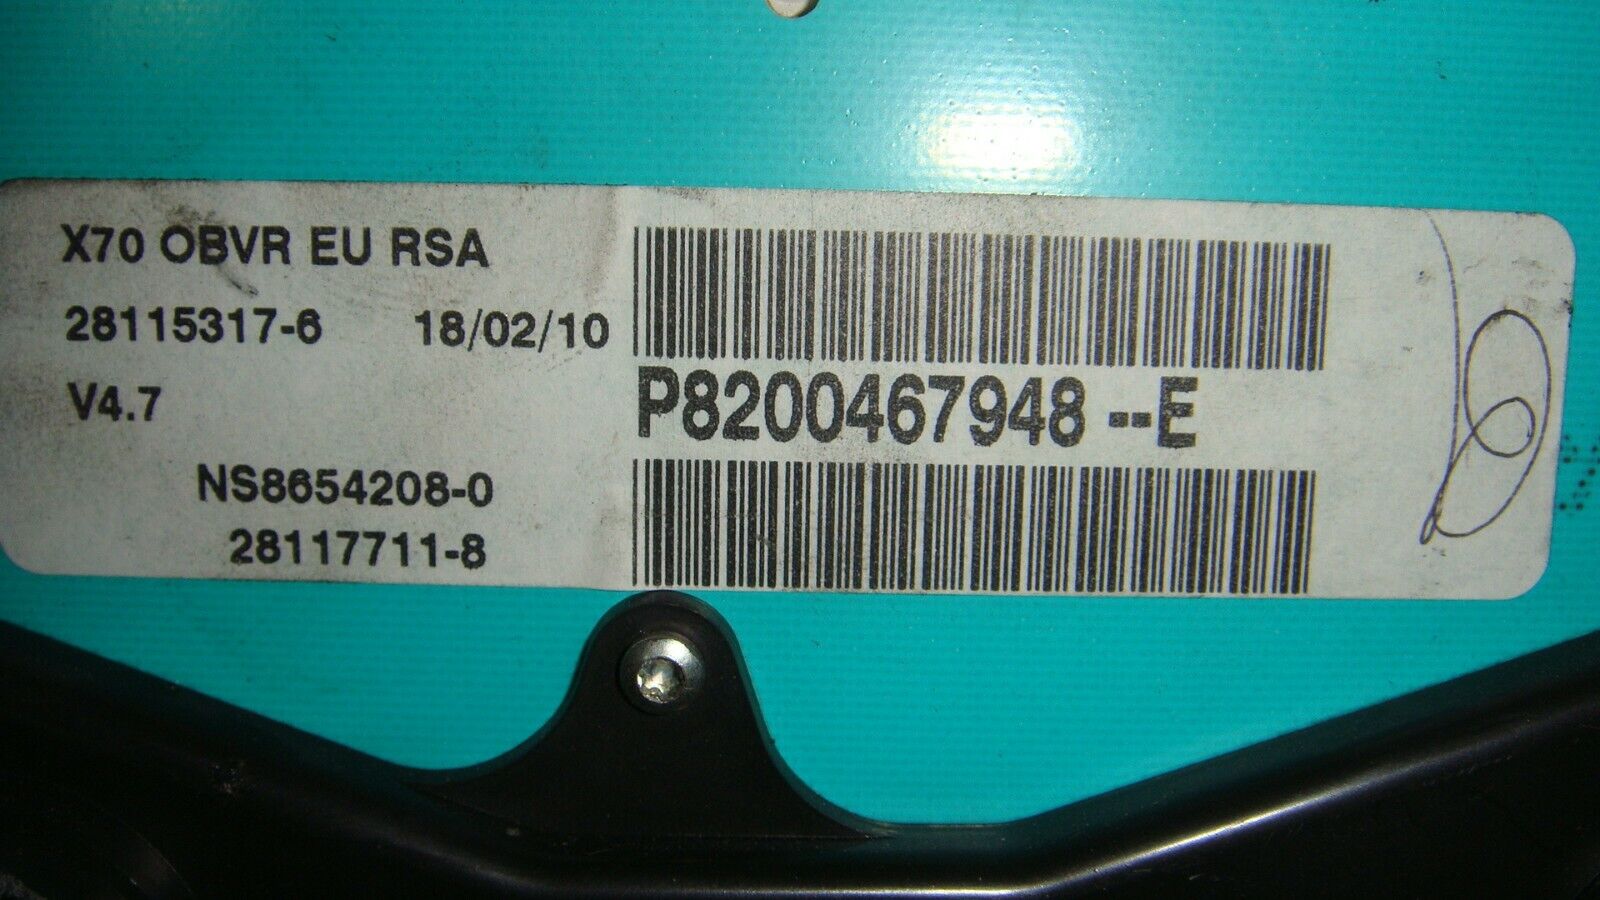 X70 OBVR EU RSA
28115317-6 18/02/10
V4.7
P8200467948--E
NS8654208-0
28117711-8